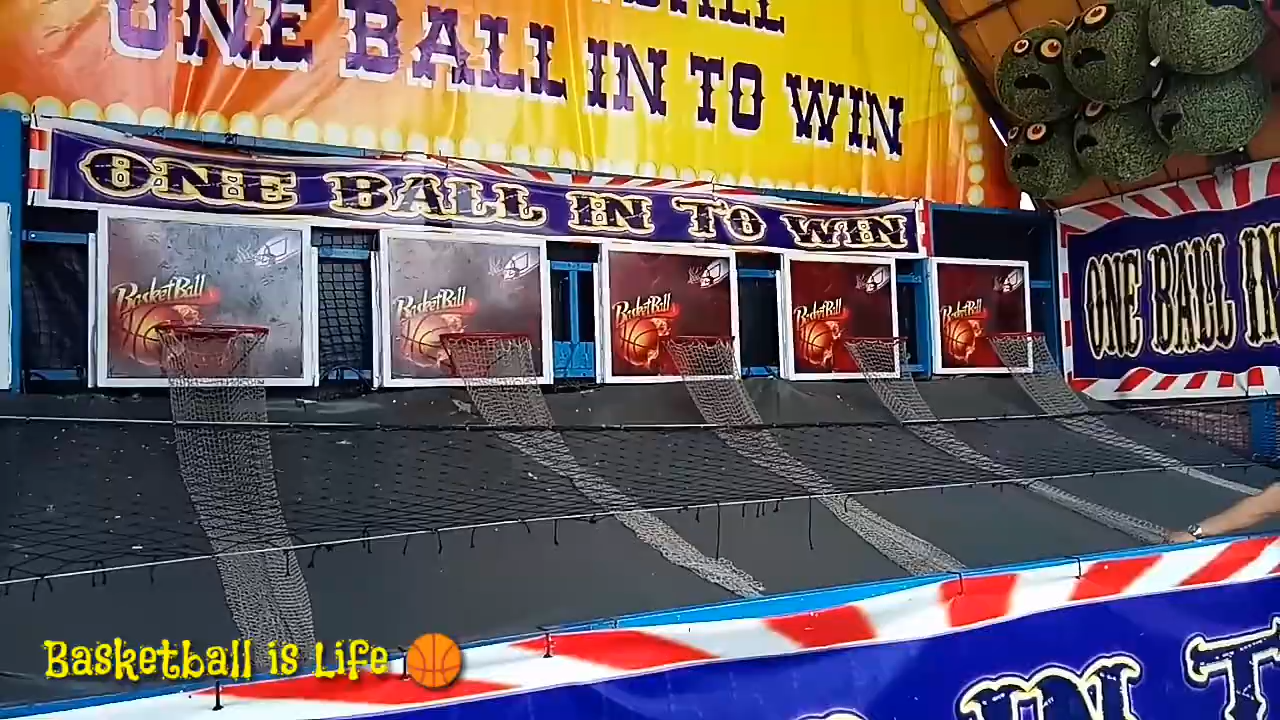 ONE BALL IN TO WIN
ONE BALL IN TO WIN
BasketBall
BasketBall
BasketBall
BasketBall
BasketBall
ONE BALL IN
IN T
Basketball is Life